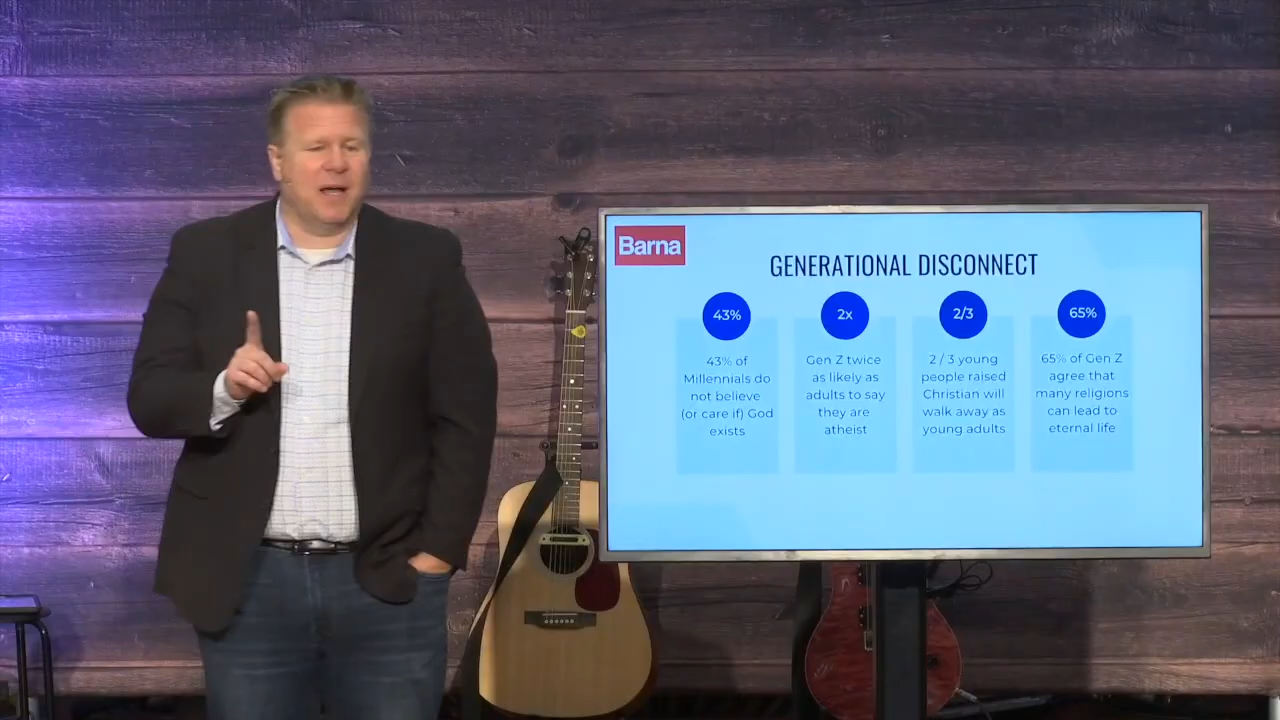 Barna
GENERATIONAL DISCONNECT
43%
43% of
Millennials do
not believe
(or care if) God
exists
2x
Gen Z twice
as likely as
adults to say
they are
atheist
2/3
2 / 3 young
people raised
Christian will
walk away as
young adults
65%
65% of Gen Z
agree that
many religions
can lead to
eternal life